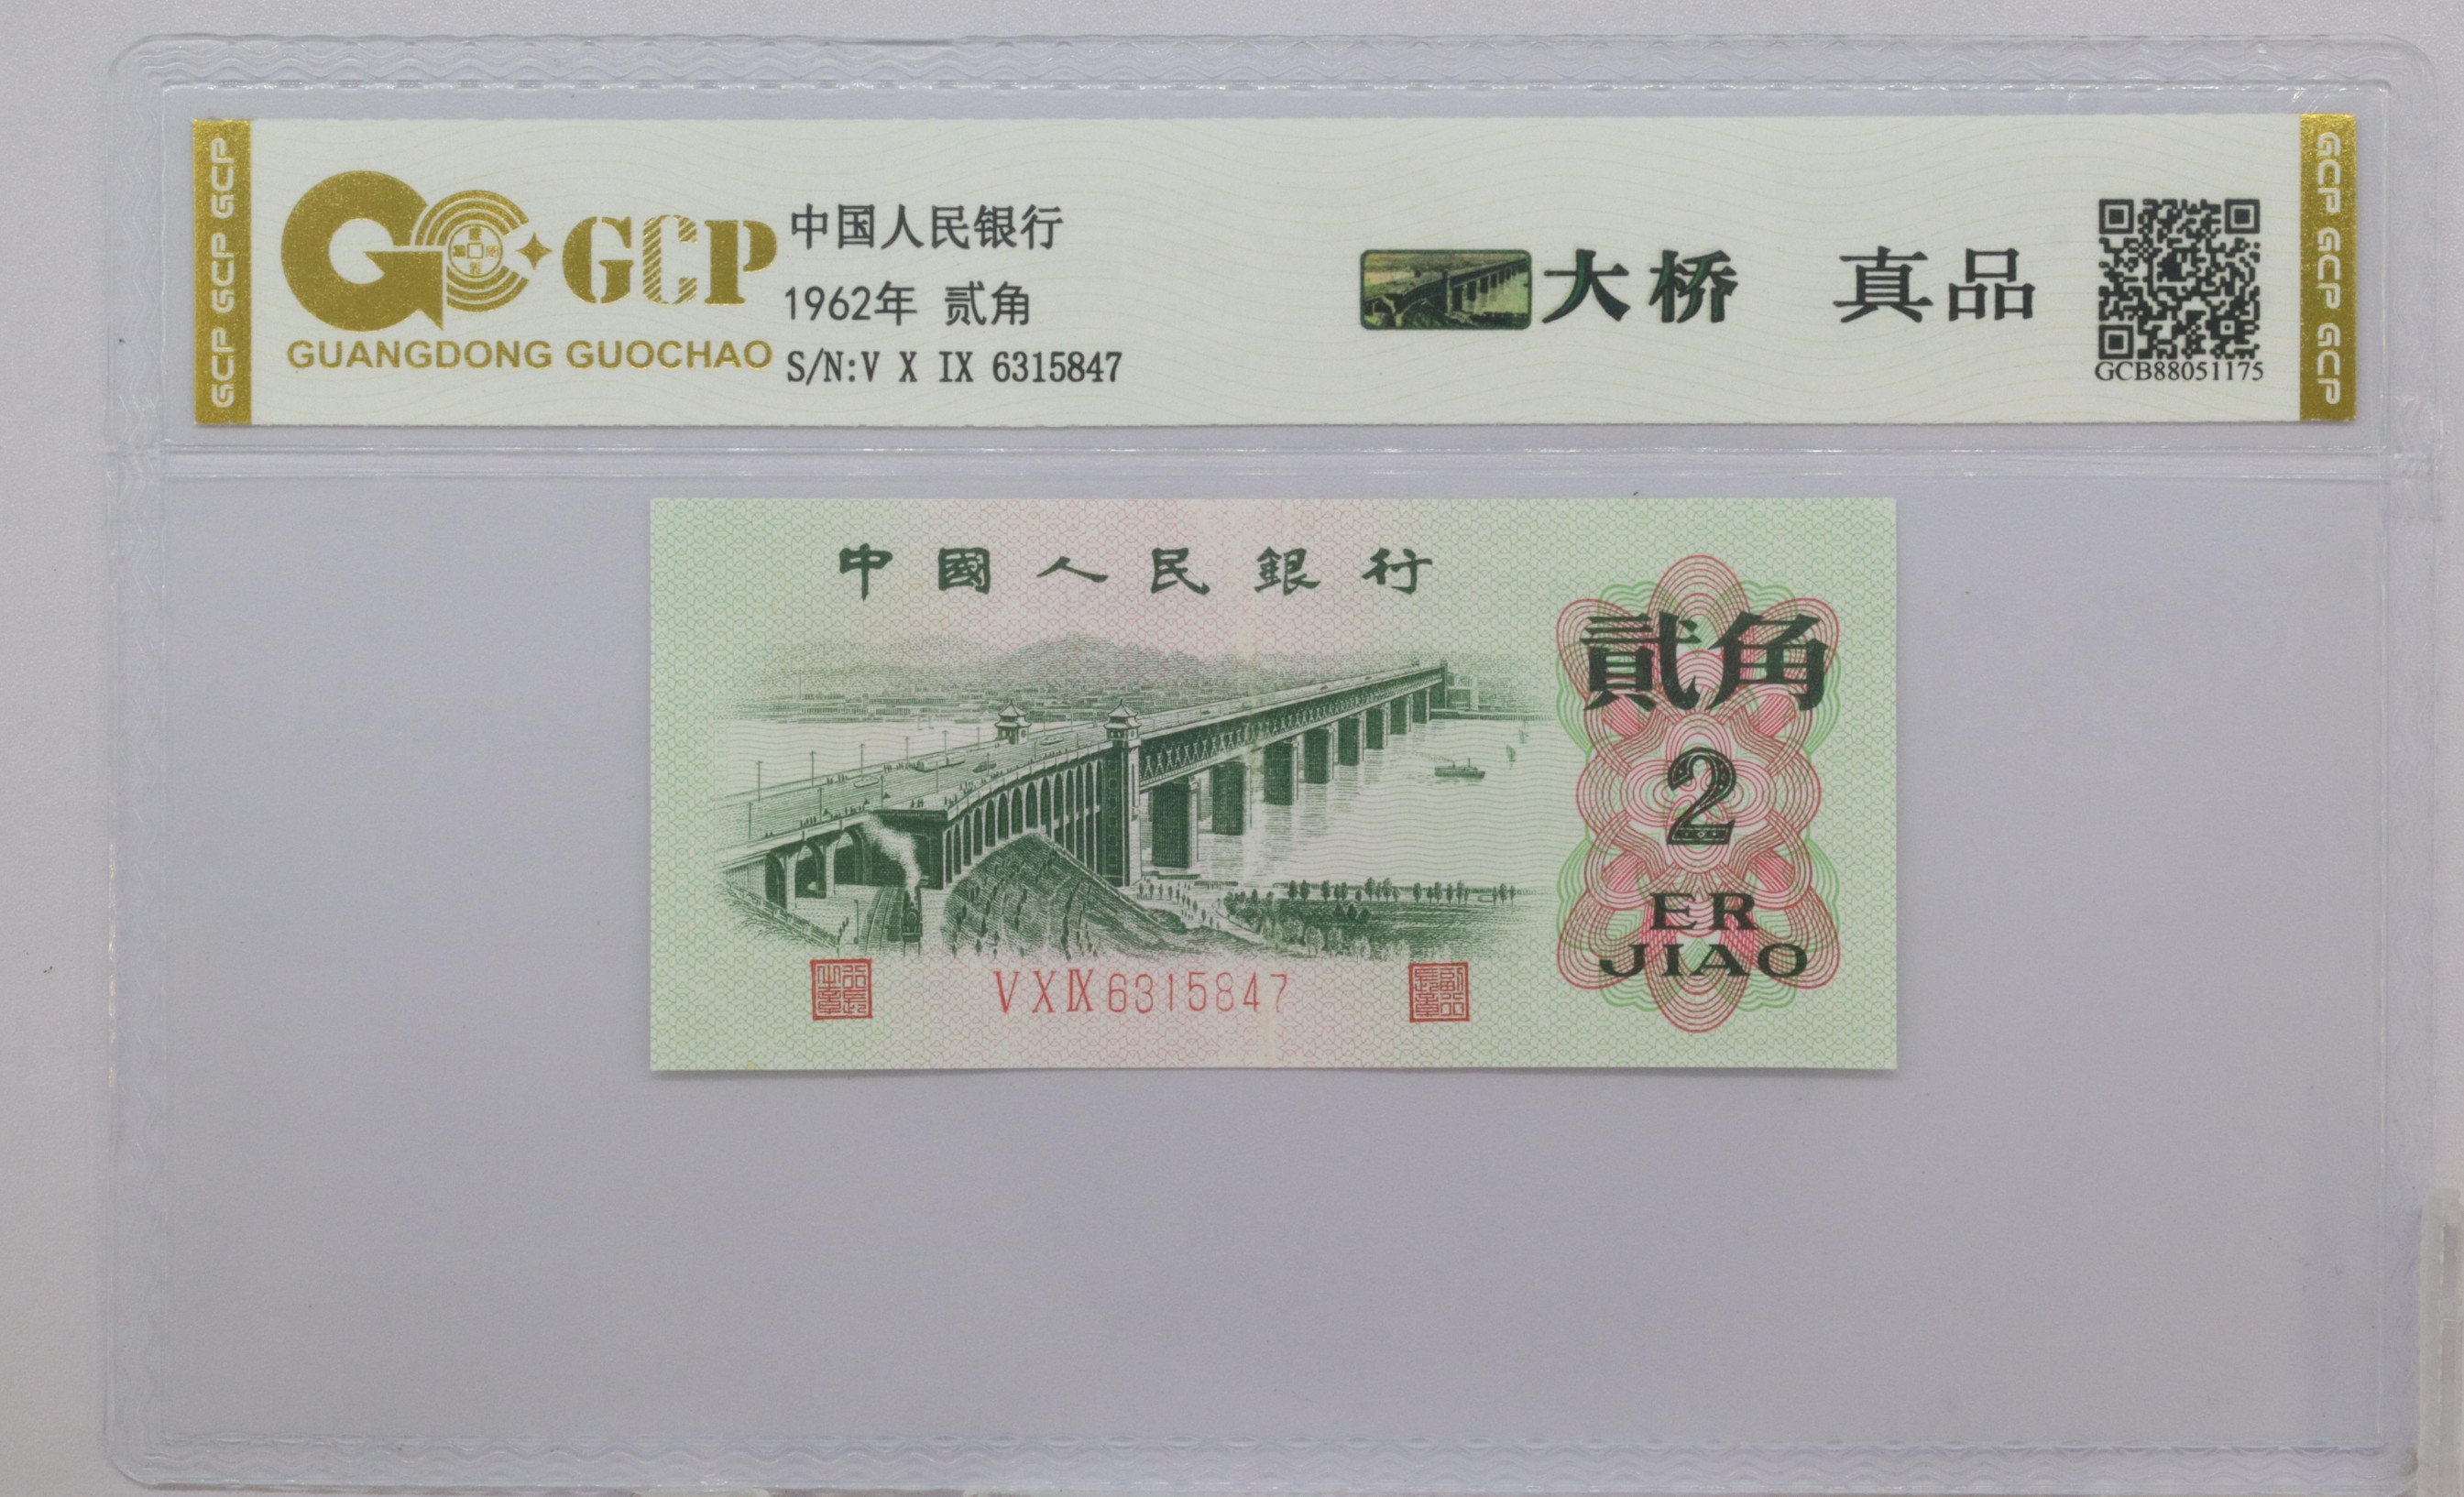 GCP GCP GCP
GCP
GUANGDONG GUOCHAO
中国人民银行
1962年 贰角
S/N:V X IX 6315847
大桥 真品
GCB88051175
GCP GCP GCP
中國人民銀行
貳角
2
ER
JIAO
V X IX 6315847